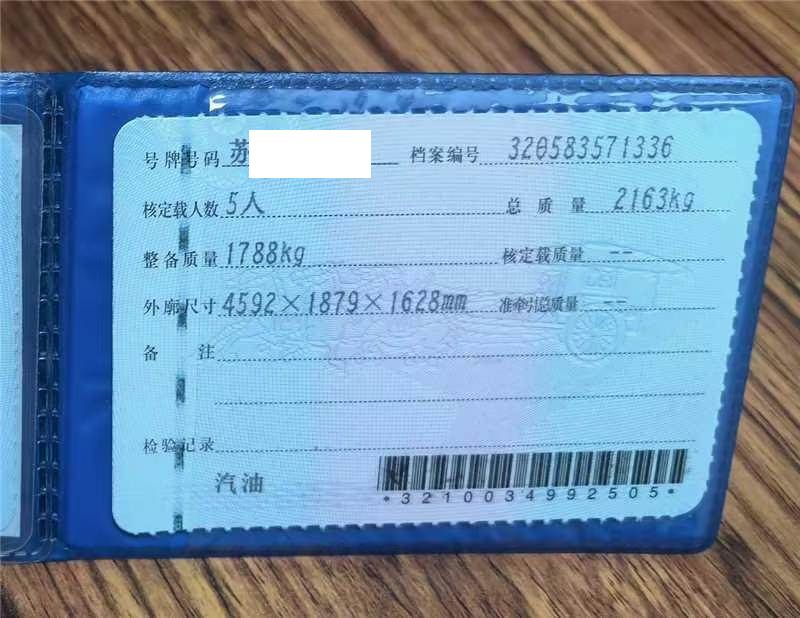 号牌号码 苏 档案编号 320583571336
核定载人数 5人 总质量 2163kg
整备质量 1788kg 核定载质量 --
外廓尺寸 4592×1879×1628mm 准牵引总质量 --
备注
检验记录
汽油
*3210034992505*